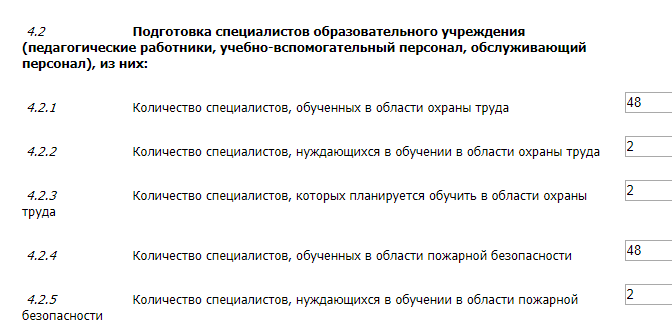 4.2 Подготовка специалистов образовательного учреждения
(педагогические работники, учебно-вспомогательный персонал, обслуживающий
персонал), из них:
4.2.1 Количество специалистов, обученных в области охраны труда 48
4.2.2 Количество специалистов, нуждающихся в обучении в области охраны труда 2
4.2.3 Количество специалистов, которых планируется обучить в области охраны 2
труда
4.2.4 Количество специалистов, обученных в области пожарной безопасности 48
4.2.5 Количество специалистов, нуждающихся в обучении в области пожарной 2
безопасности